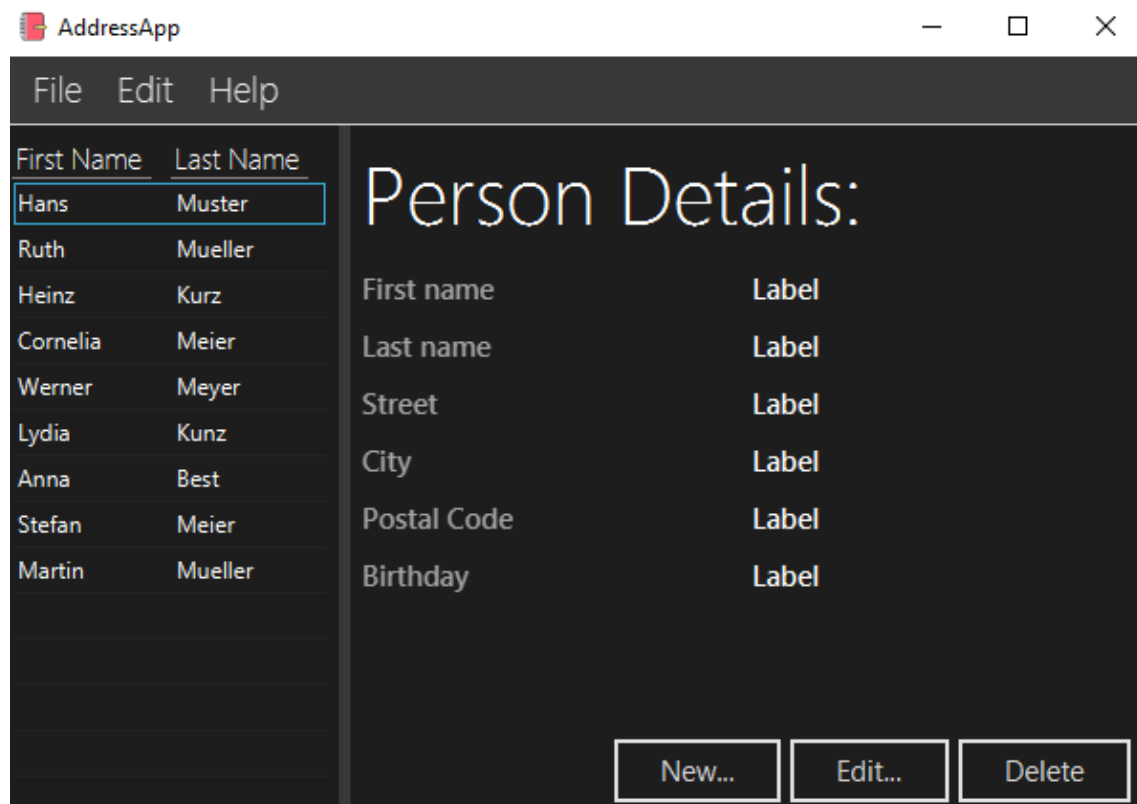 AddressApp
File Edit Help
First Name Last Name
Hans Muster
Ruth Mueller
Heinz Kurz
Cornelia Meier
Werner Meyer
Lydia Kunz
Anna Best
Stefan Meier
Martin Mueller
Person Details:
First name Label
Last name Label
Street Label
City Label
Postal Code Label
Birthday Label
New... Edit... Delete